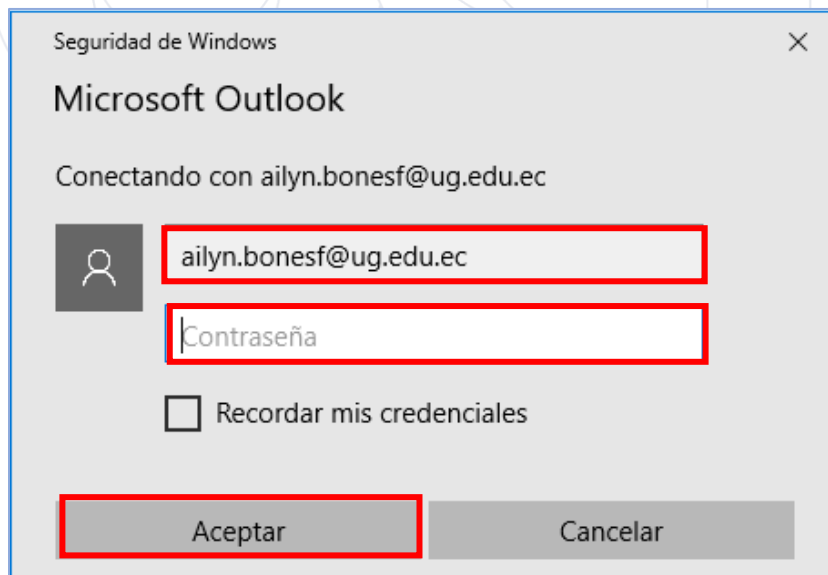 Seguridad de Windows
Microsoft Outlook
Conectando con ailyn.bonesf@ug.edu.ec
ailyn.bonesf@ug.edu.ec
Contraseña
Recordar mis credenciales
Aceptar
Cancelar